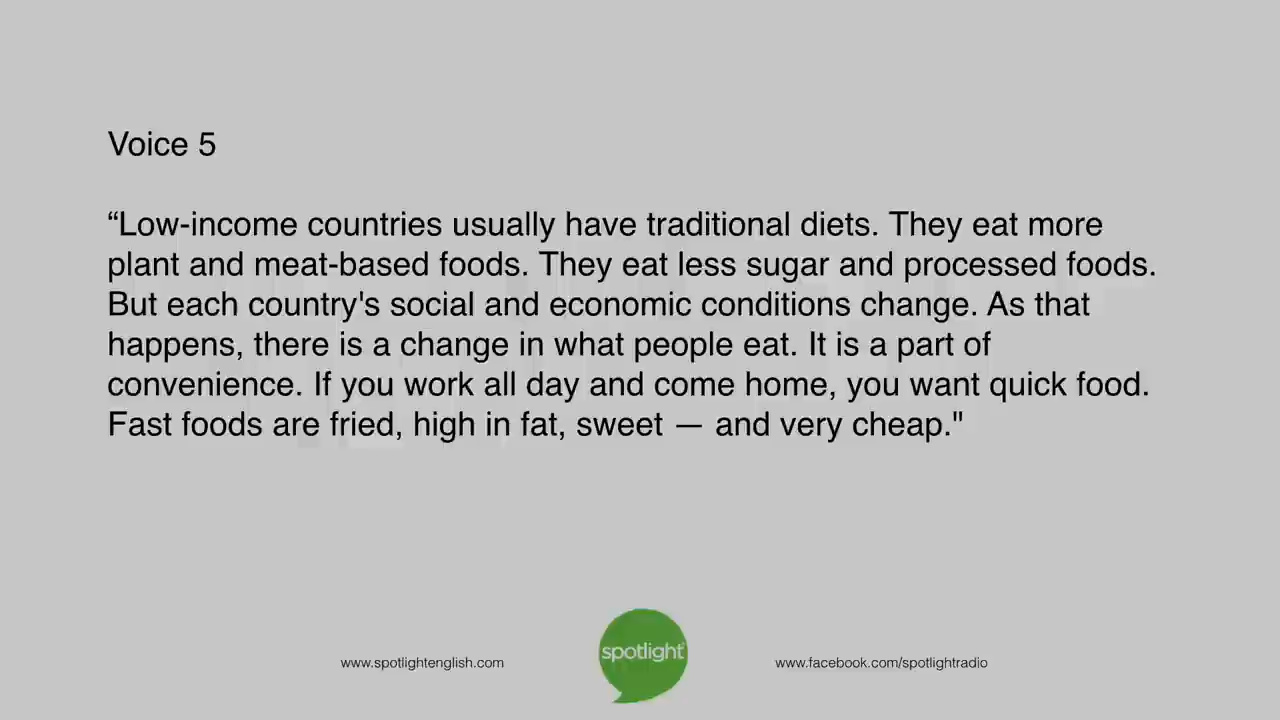 Voice 5
“Low-income countries usually have traditional diets. They eat more
plant and meat-based foods. They eat less sugar and processed foods.
But each country's social and economic conditions change. As that
happens, there is a change in what people eat. It is a part of
convenience. If you work all day and come home, you want quick food.
Fast foods are fried, high in fat, sweet — and very cheap."
www.spotlightenglish.com
spotlight
www.facebook.com/spotlightradio